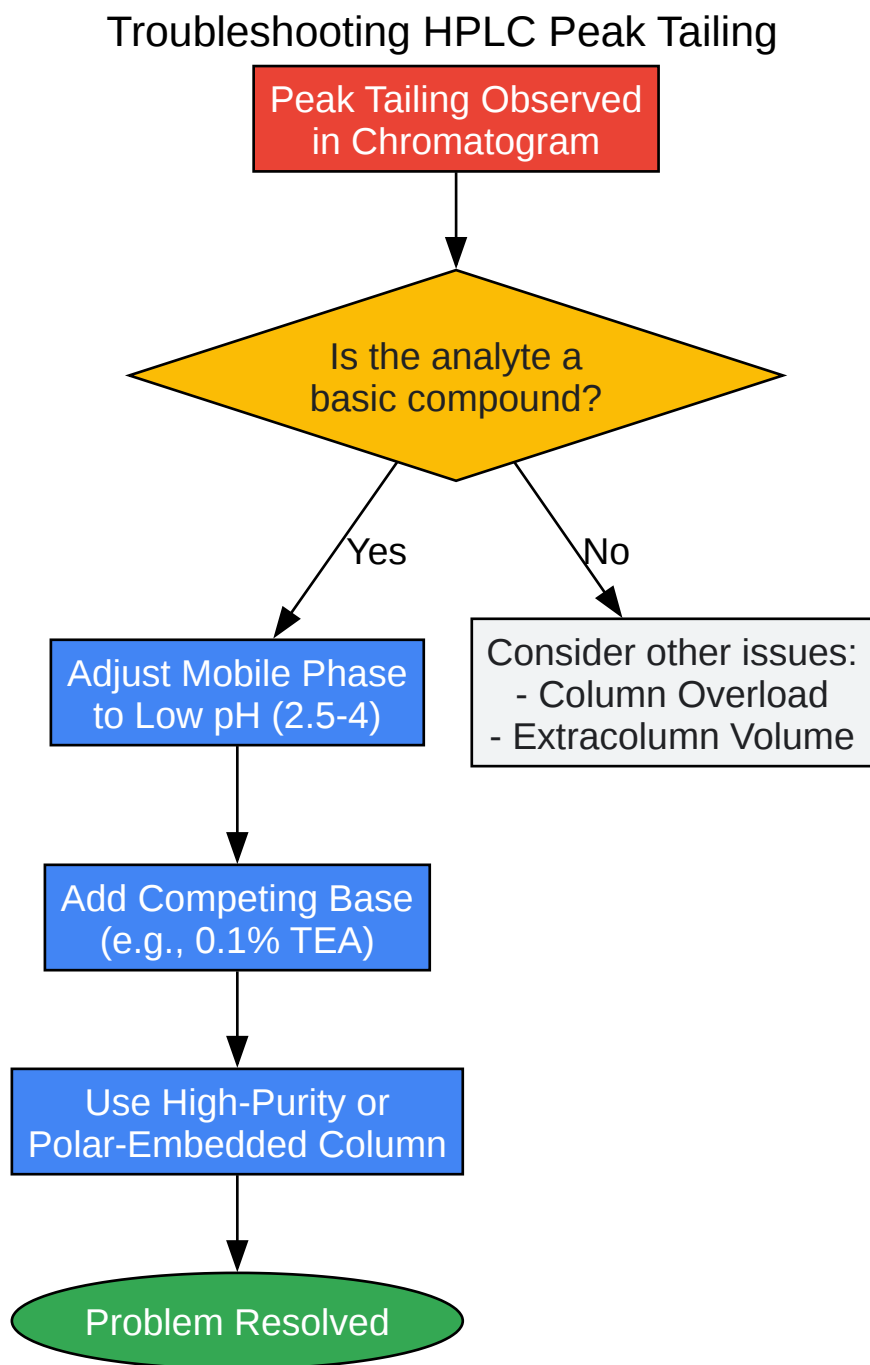 Troubleshooting HPLC Peak Tailing
Peak Tailing Observed
in Chromatogram
Is the analyte a
basic compound?
Yes
No
Adjust Mobile Phase
to Low pH (2.5-4)
Consider other issues:
- Column Overload
- Extracolumn Volume
Add Competing Base
(e.g., 0.1% TEA)
Use High-Purity or
Polar-Embedded Column
Problem Resolved